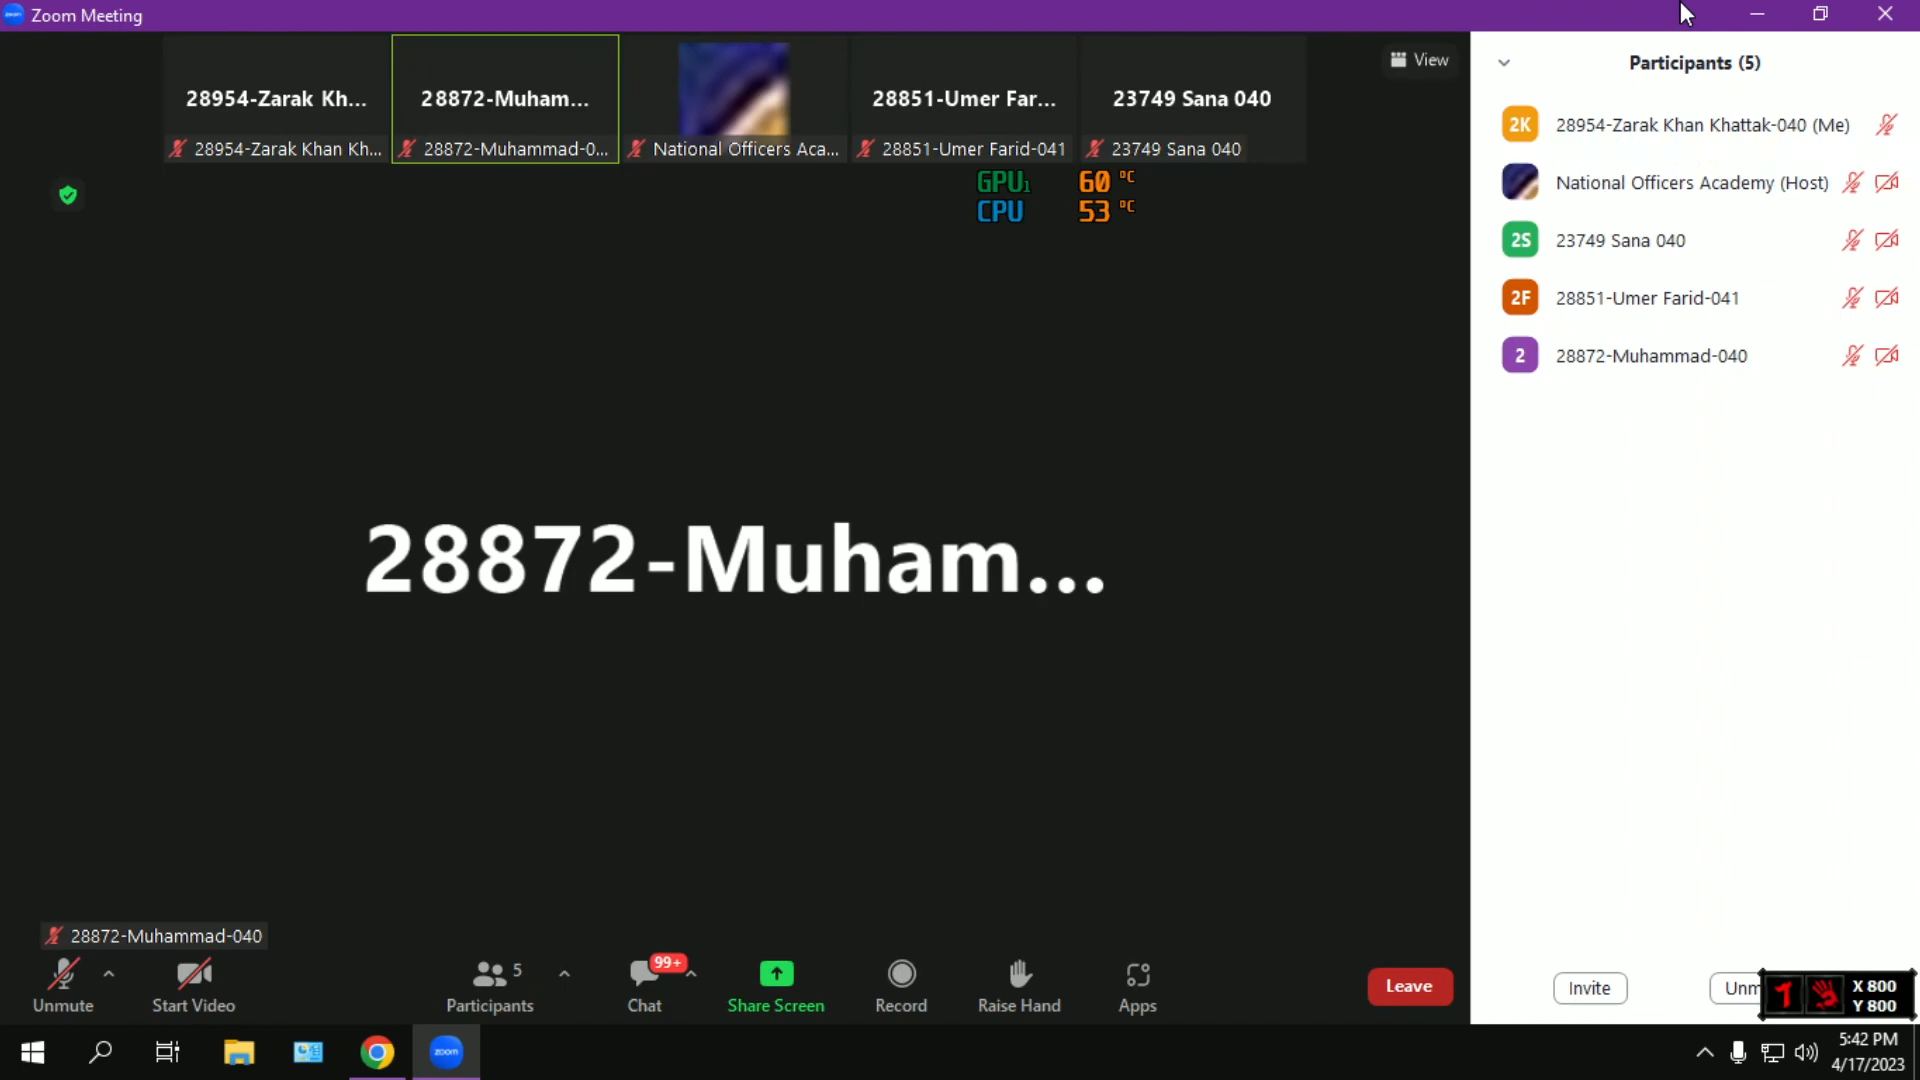 Zoom Meeting
28954-Zarak Kh...
28872-Muham...
28851-Umer Far...
23749 Sana 040
28954-Zarak Khan Kh...
28872-Muhammad-0...
National Officers Aca...
28851-Umer Farid-041
23749 Sana 040
View
GPU1 60 °C
CPU 53 °C
28872-Muham...
28872-Muhammad-040
Unmute
Start Video
5
Participants
99+
Chat
Share Screen
Record
Raise Hand
Apps
Leave
Participants (5)
2K 28954-Zarak Khan Khattak-040 (Me)
National Officers Academy (Host)
2S 23749 Sana 040
2F 28851-Umer Farid-041
2 28872-Muhammad-040
Invite
Unm
X 800
Y 800
zoom
5:42 PM
4/17/2023